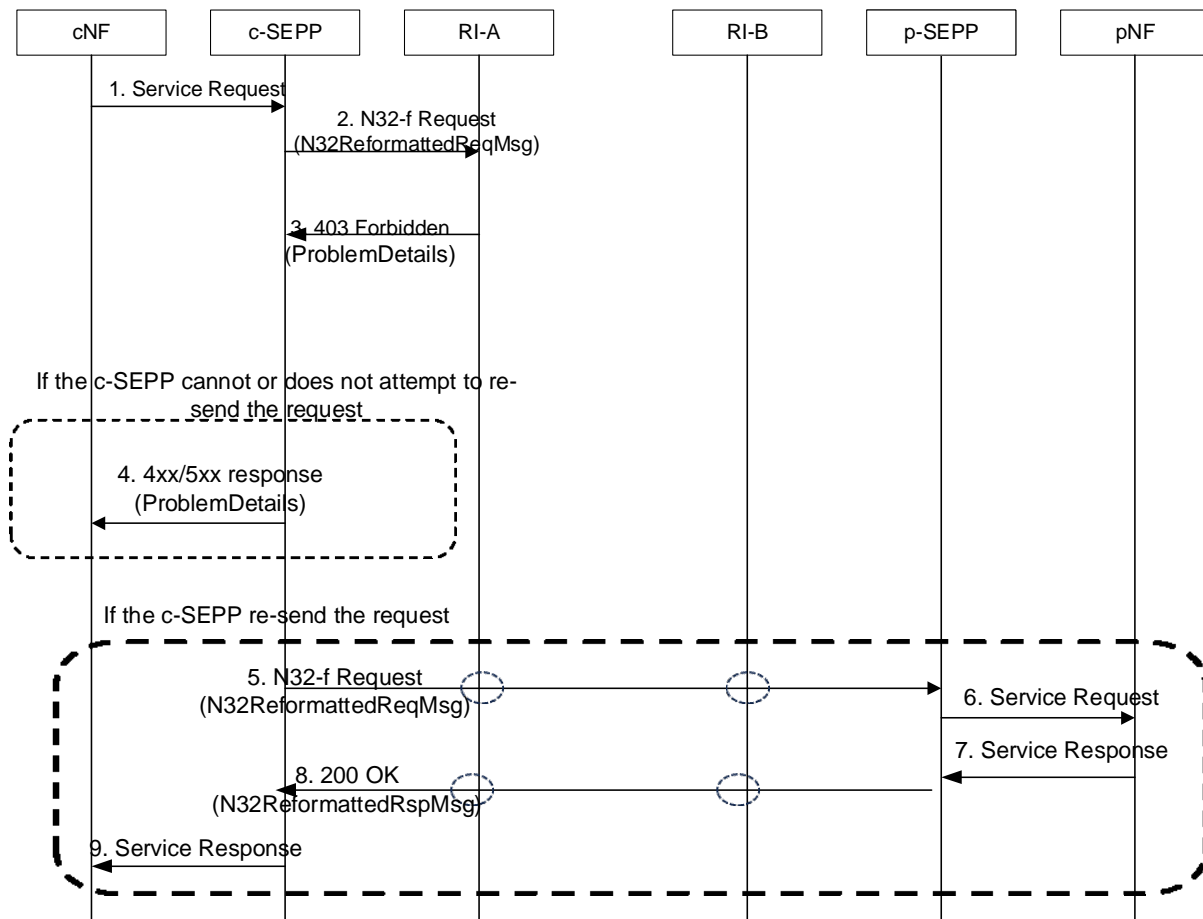 cNF
c-SEPP
RI-A
RI-B
p-SEPP
pNF
1. Service Request
2. N32-f Request
(N32ReformattedReqMsg)
3. 403 Forbidden
(ProblemDetails)
If the c-SEPP cannot or does not attempt to re-
send the request
4. 4xx/5xx response
(ProblemDetails)
If the c-SEPP re-send the request
5. N32-f Request
(N32ReformattedReqMsg)
6. Service Request
7. Service Response
8. 200 OK
(N32ReformattedRspMsg)
9. Service Response